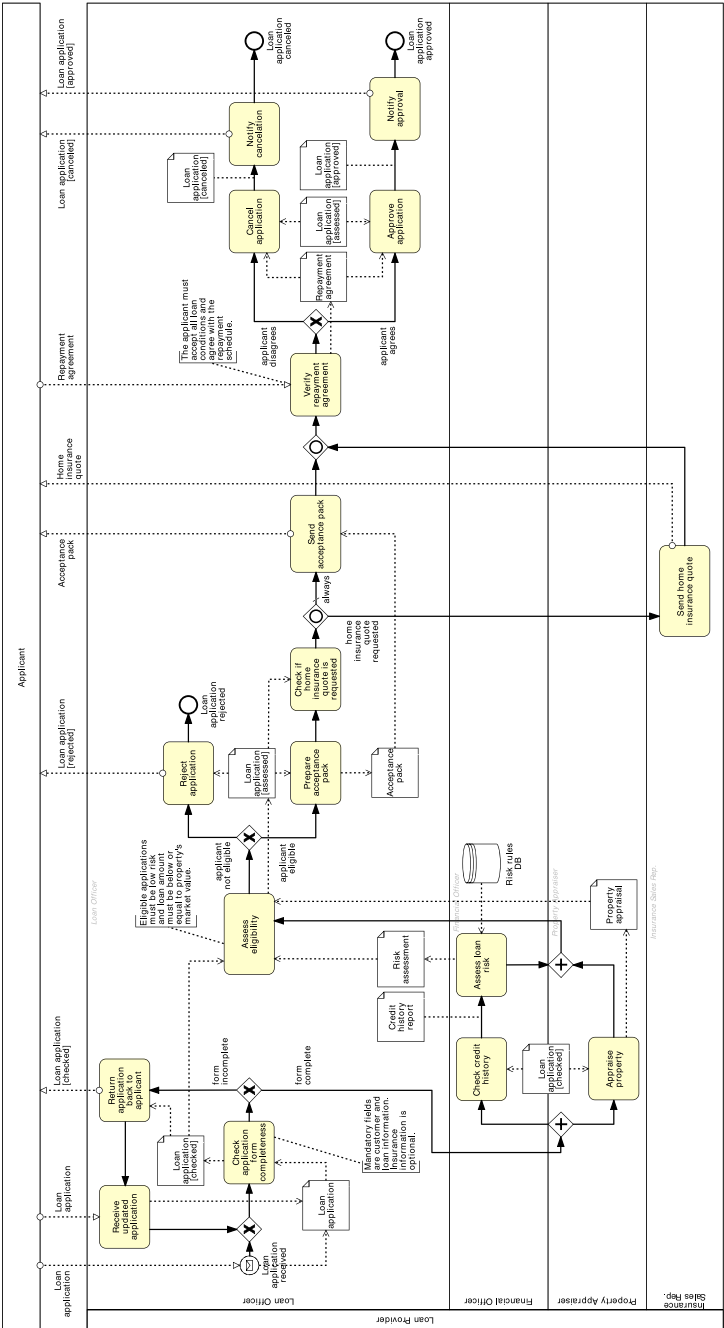 Applicant
Loan
application
Loan application
Loan application
[checked]
Loan application
[rejected]
Acceptance
pack
Home
insurance
quote
Repayment
agreement
Loan application
[canceled]
Loan application
[approved]
Loan Provider
Loan Officer
Loan Officer
Loan
application
received
Receive
updated
application
Loan
application
Check
application
form
completeness
Mandatory fields
are customer and
loan information.
Insurance
information is
optional.
Loan
application
[checked]
Return
application
back to
applicant
form
incomplete
form
complete
Eligible applications
must be low risk
and loan amount
must be below or
equal to property's
market value.
Assess
eligibility
applicant
not eligible
applicant
eligible
Reject
application
Loan
application
rejected
Loan
application
[assessed]
Prepare
acceptance
pack
Acceptance
pack
Check if
home
insurance
quote is
requested
always
home
insurance
quote
requested
Send
acceptance pack
Verify
repayment
agreement
The applicant must
accept all loan
conditions and
agree with the
repayment
schedule.
applicant
disagrees
applicant
agrees
Repayment
agreement
Cancel
application
Loan
application
[assessed]
Approve
application
Loan
application
[canceled]
Loan
application
[approved]
Notify
cancelation
Notify
approval
Loan
application
canceled
Loan
application
approved
Financial Officer
Financial Officer
Check credit
history
Credit
history
report
Assess loan
risk
Risk
assessment
Risk rules
DB
Property Appraiser
Property Appraiser
Loan
application
[checked]
Appraise
property
Property
appraisal
Insurance
Sales Rep.
Insurance Sales Rep.
Send home
insurance quote